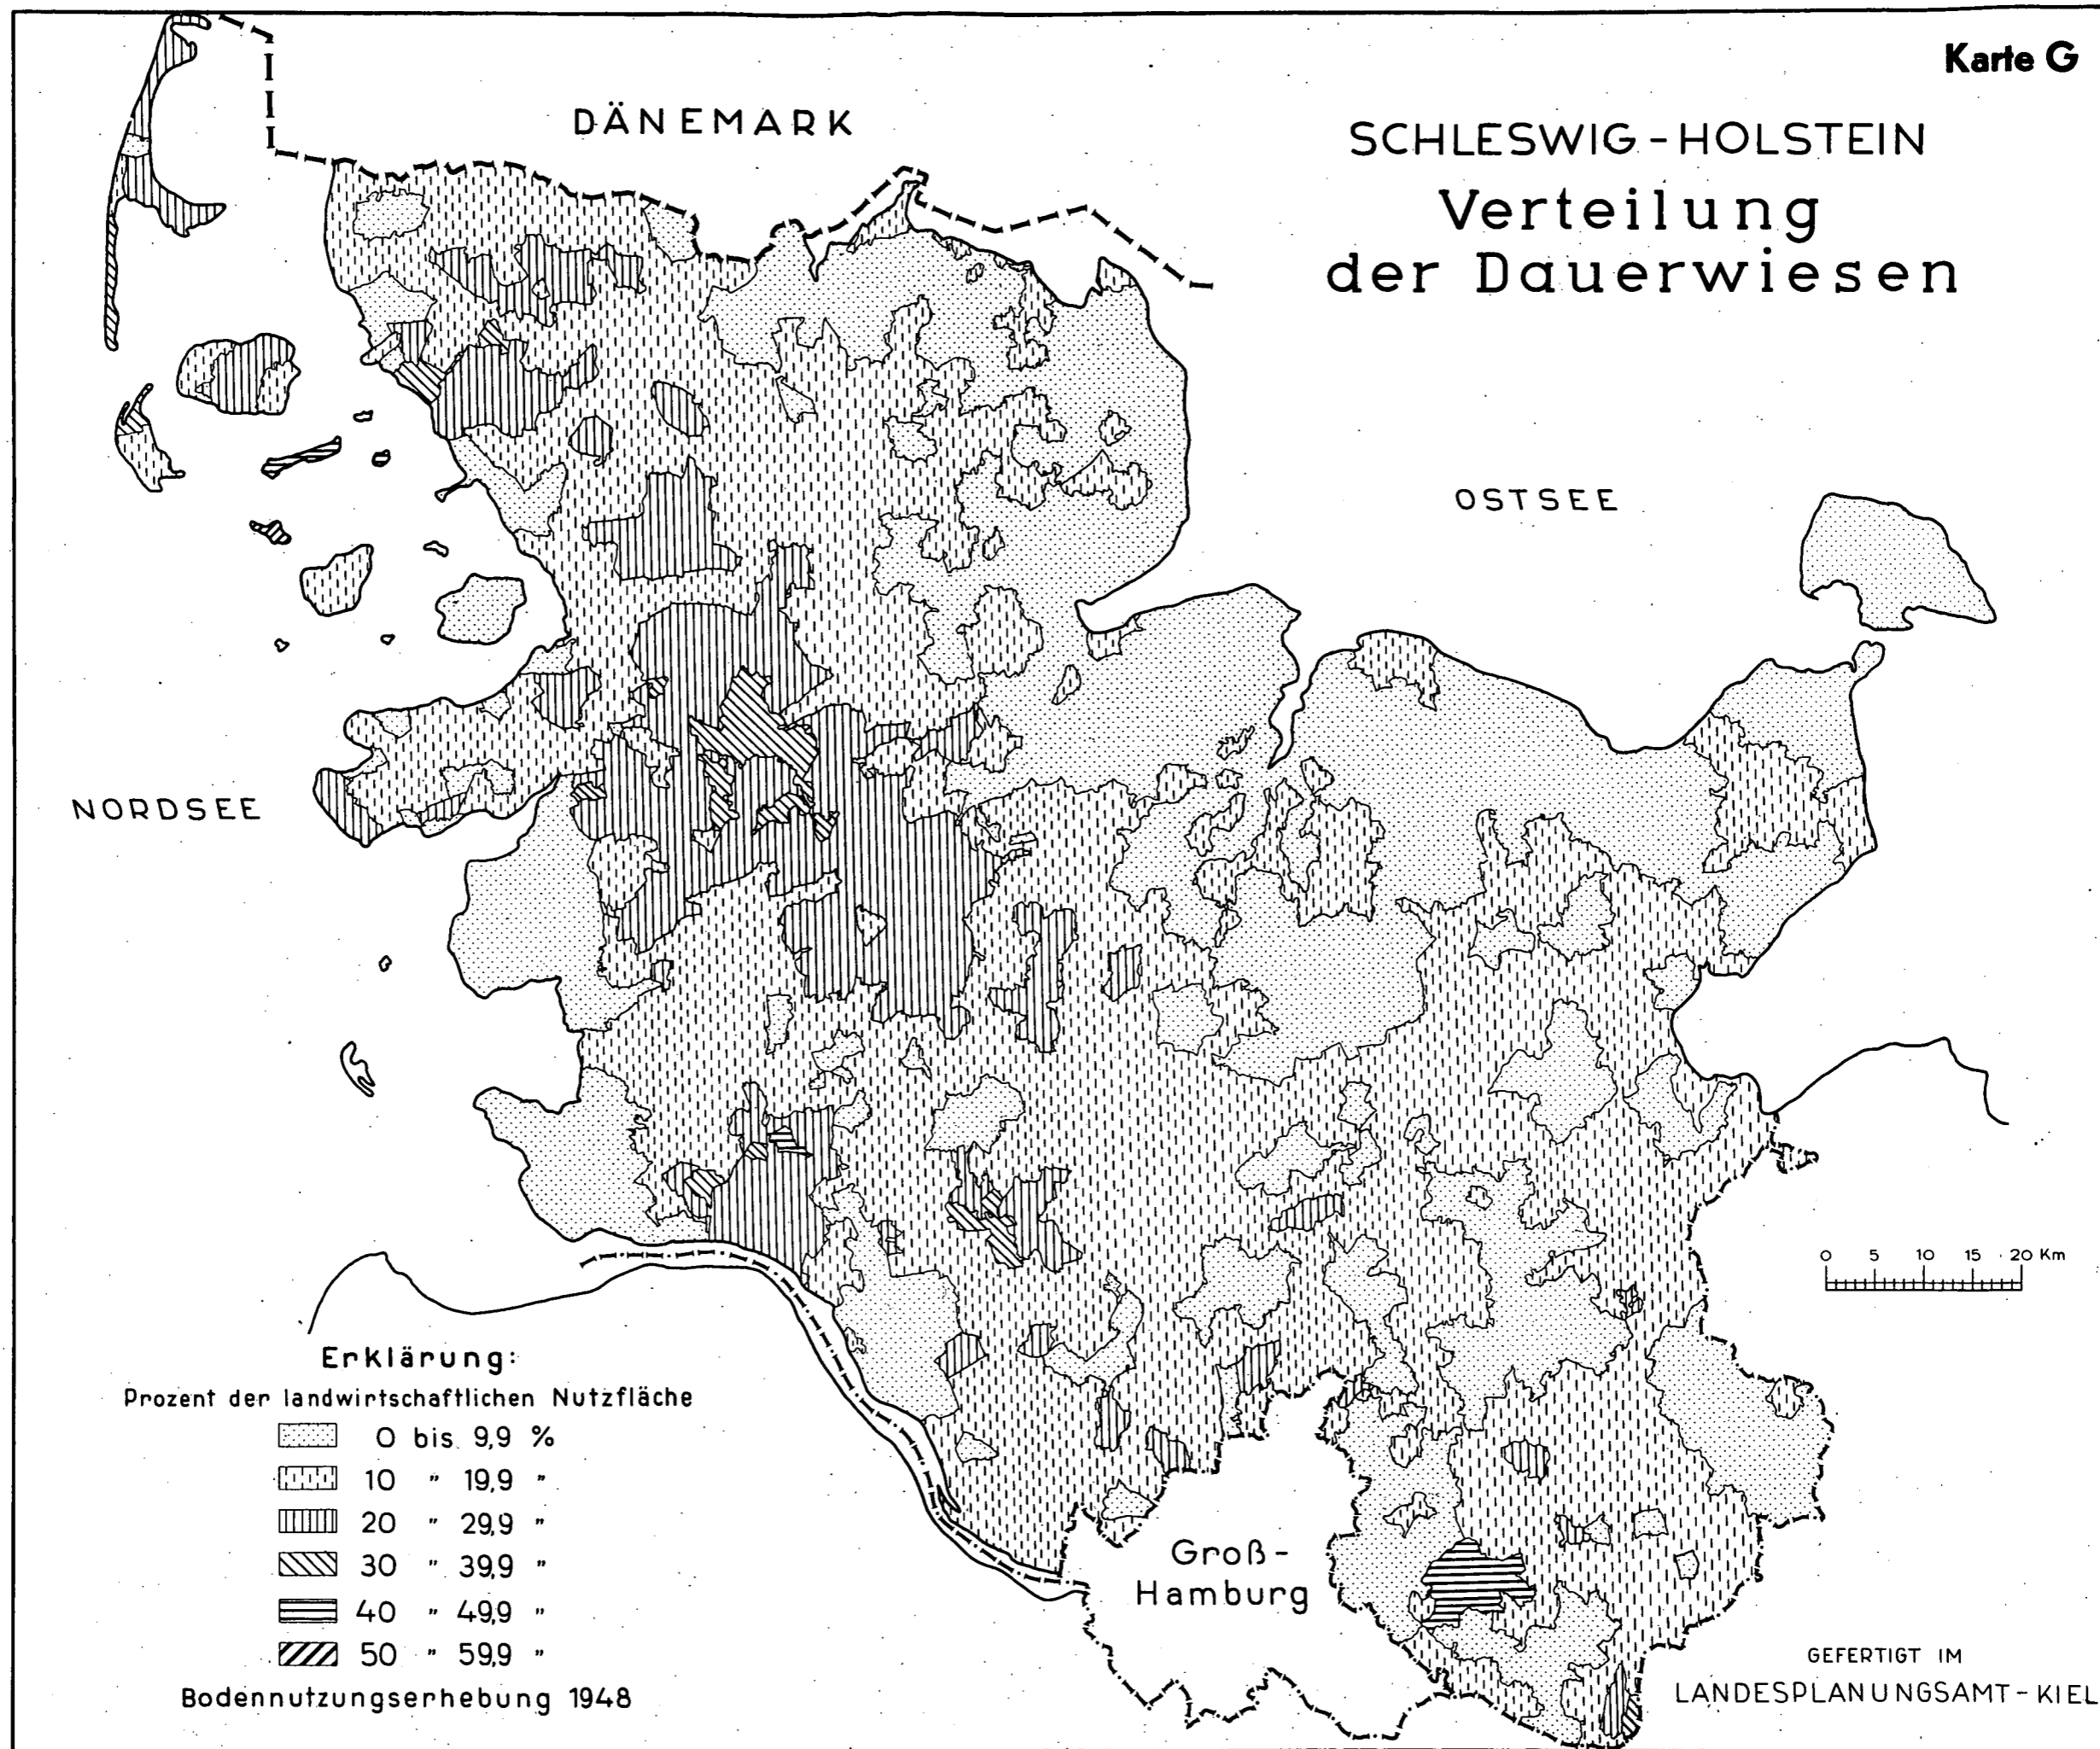 Karte G
DÄNEMARK
SCHLESWIG-HOLSTEIN
Verteilung
der Dauerwiesen
OSTSEE
NORDSEE
0 5 10 15 20 Km
Erklärung:
Prozent der landwirtschaftlichen Nutzfläche
0 bis 9,9 %
10 " 19,9 "
20 " 29,9 "
30 " 39,9 "
40 " 49,9 "
50 " 59,9 "
Bodennutzungserhebung 1948
Groß-
Hamburg
GEFERTIGT IM
LANDESPLANUNGSAMT-KIEL